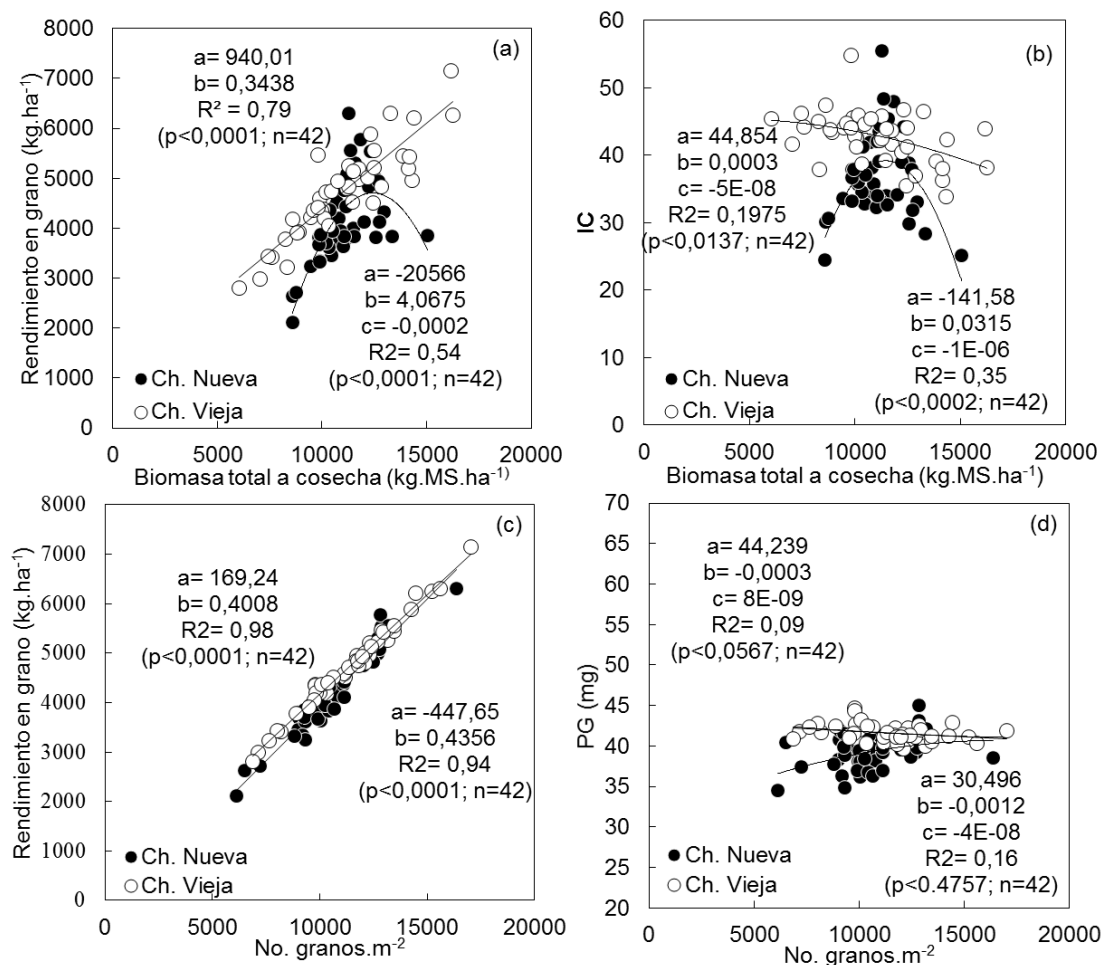 (a)
Rendimiento en grano (kg.ha-1)
8000
7000
6000
5000
4000
3000
2000
1000
0
a= 940,01
b= 0,3438
R² = 0,79
(p<0,0001; n=42)
a= -20566
b= 4,0675
c= -0,0002
R2= 0,54
(p<0,0001; n=42)
Ch. Nueva
Ch. Vieja
0 5000 10000 15000 20000
Biomasa total a cosecha (kg.MS.ha-1)
(b)
IC
60
50
40
30
20
10
0
a= 44,854
b= 0,0003
c= -5E-08
R2= 0,1975
(p<0,0137; n=42)
a= -141,58
b= 0,0315
c= -1E-06
R2= 0,35
(p<0,0002; n=42)
Ch. Nueva
Ch. Vieja
0 5000 10000 15000 20000
Biomasa total a cosecha (kg.MS.ha-1)
(c)
Rendimiento en grano (kg.ha-1)
8000
7000
6000
5000
4000
3000
2000
1000
0
a= 169,24
b= 0,4008
R2= 0,98
(p<0,0001; n=42)
a= -447,65
b= 0,4356
R2= 0,94
(p<0,0001; n=42)
Ch. Nueva
Ch. Vieja
0 5000 10000 15000 20000
No. granos.m-2
(d)
PG (mg)
70
65
60
55
50
45
40
35
30
25
20
a= 44,239
b= -0,0003
c= 8E-09
R2= 0,09
(p<0,0567; n=42)
a= 30,496
b= -0,0012
c= -4E-08
R2= 0,16
(p<0.4757; n=42)
Ch. Nueva
Ch. Vieja
0 5000 10000 15000 20000
No. granos.m-2